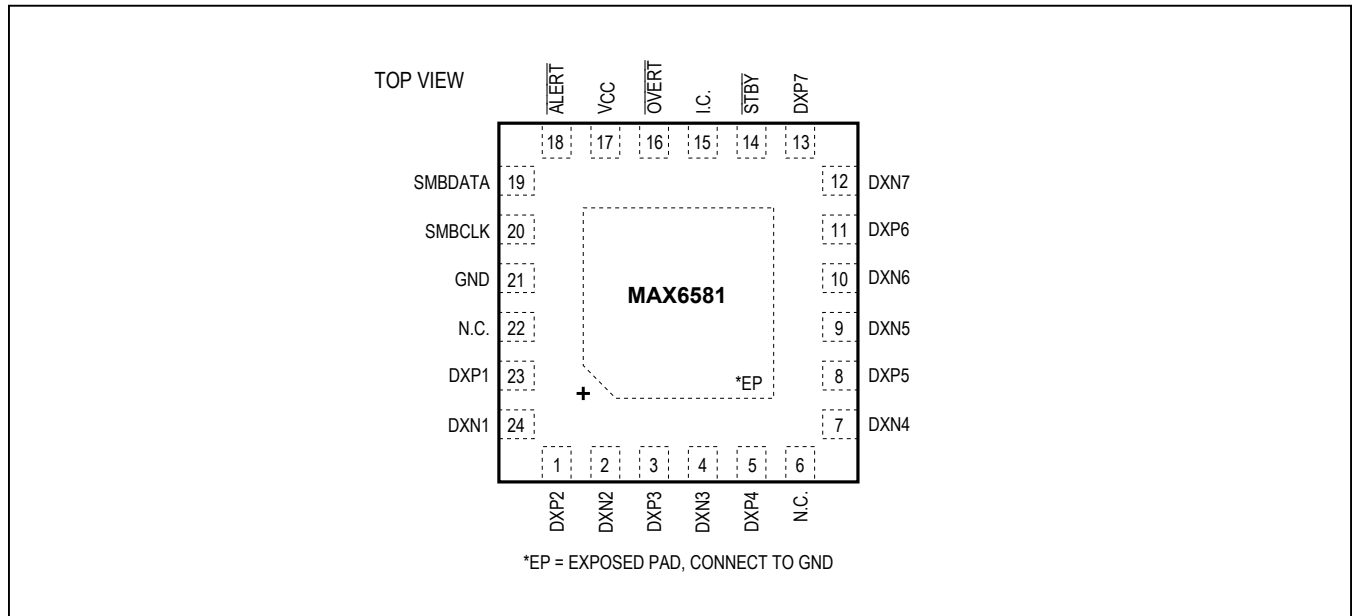 TOP VIEW
ALERT
VCC
OVERT
I.C.
STBY
DXP7
18 17 16 15 14 13
SMBDATA 19 12 DXN7
SMBCLK 20 11 DXP6
GND 21 10 DXN6
MAX6581
N.C. 22 9 DXN5
DXP1 23 8 DXP5
*EP
+
DXN1 24 7 DXN4
1 2 3 4 5 6
DXP2
DXN2
DXP3
DXN3
DXP4
N.C.
*EP = EXPOSED PAD, CONNECT TO GND